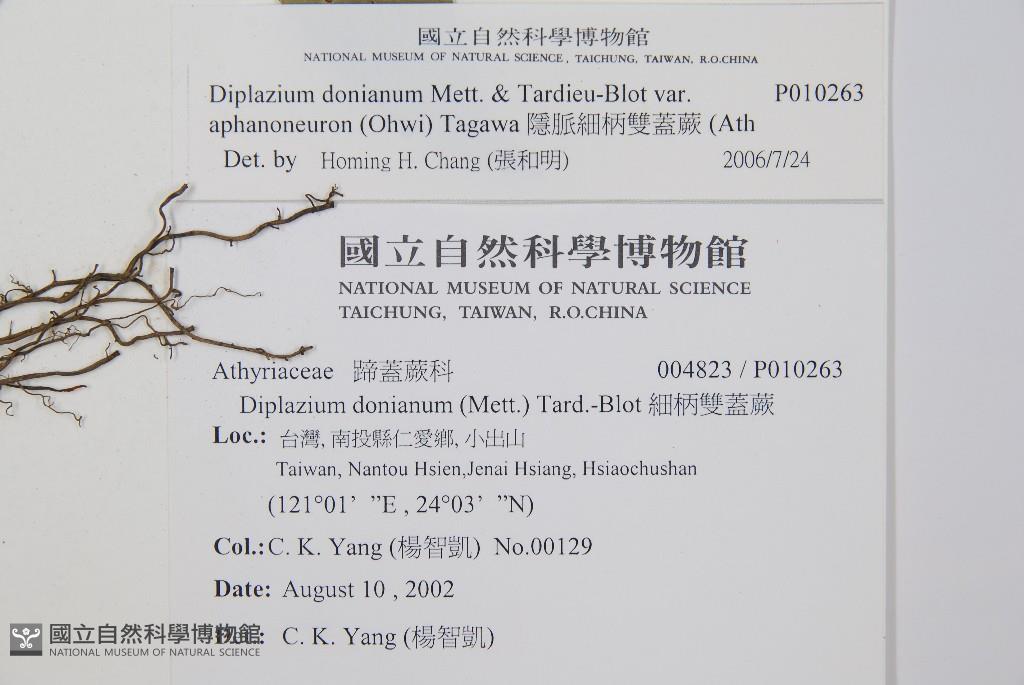 國立自然科學博物館
NATIONAL MUSEUM OF NATURAL SCIENCE, TAICHUNG, TAIWAN, R.O.CHINA
Diplazium donianum Mett. & Tardieu-Blot var. P010263
aphanoneuron (Ohwi) Tagawa 隱脈細柄雙蓋蕨 (Ath
Det. by Homing H. Chang (張和明) 2006/7/24
國立自然科學博物館
NATIONAL MUSEUM OF NATURAL SCIENCE
TAICHUNG, TAIWAN, R.O.CHINA
Athyriaceae 蹄蓋蕨科 004823 / P010263
Diplazium donianum (Mett.) Tard.-Blot 細柄雙蓋蕨
Loc.: 台灣, 南投縣仁愛鄉, 小出山
Taiwan, Nantou Hsien,Jenai Hsiang, Hsiaochushan
(121°01’ ”E , 24°03’ ”N)
Col.: C. K. Yang (楊智凱) No.00129
Date: August 10 , 2002
C. K. Yang (楊智凱)
國立自然科學博物館
NATIONAL MUSEUM OF NATURAL SCIENCE